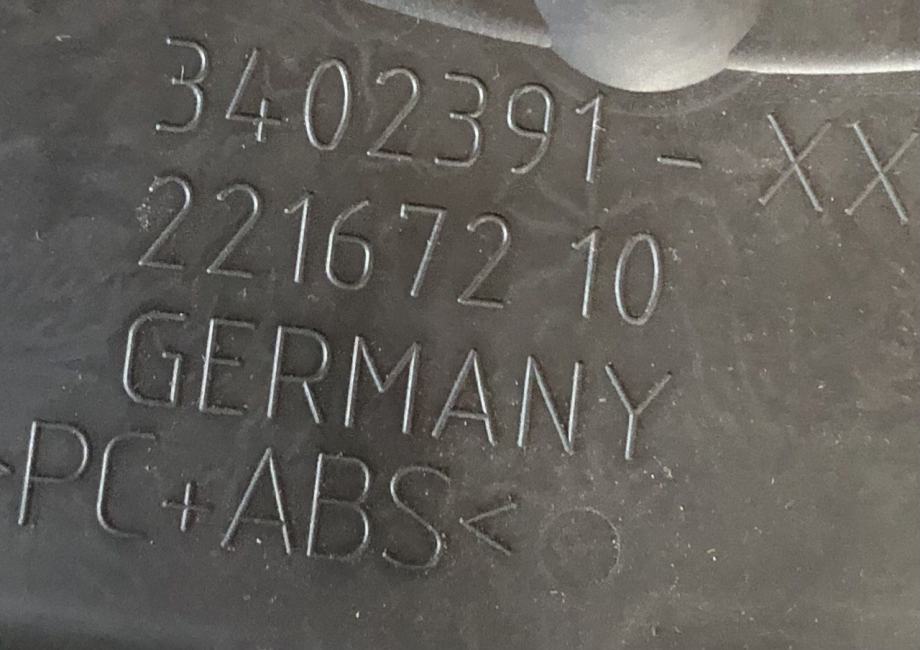 3402391 - XX
221672 10
GERMANY
>PC+ABS<